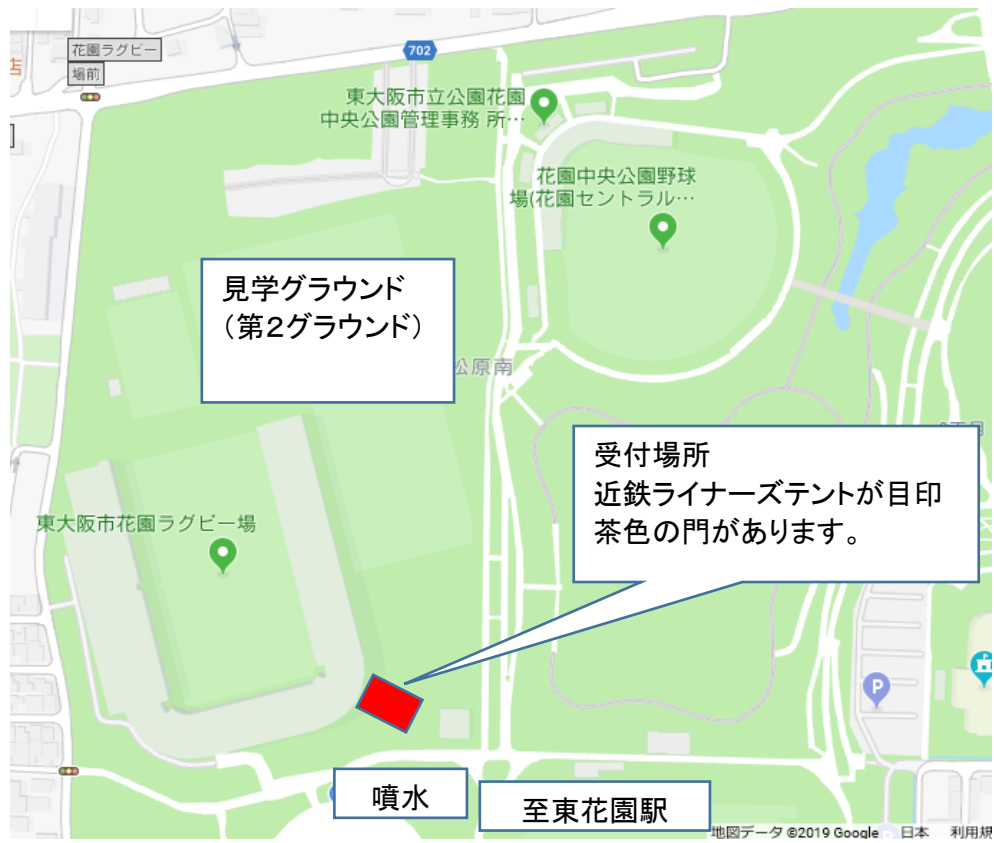 花園ラグビー
場前
702
店
東大阪市立公園花園
中央公園管理事務 所…
花園中央公園野球
場(花園セントラル…
見学グラウンド
（第２グラウンド）
公原南
受付場所
近鉄ライナーズテントが目印
茶色の門があります。
東大阪市花園ラグビー場
P
噴水
至東花園駅
地図データ ©2019 Google 日本 利用規